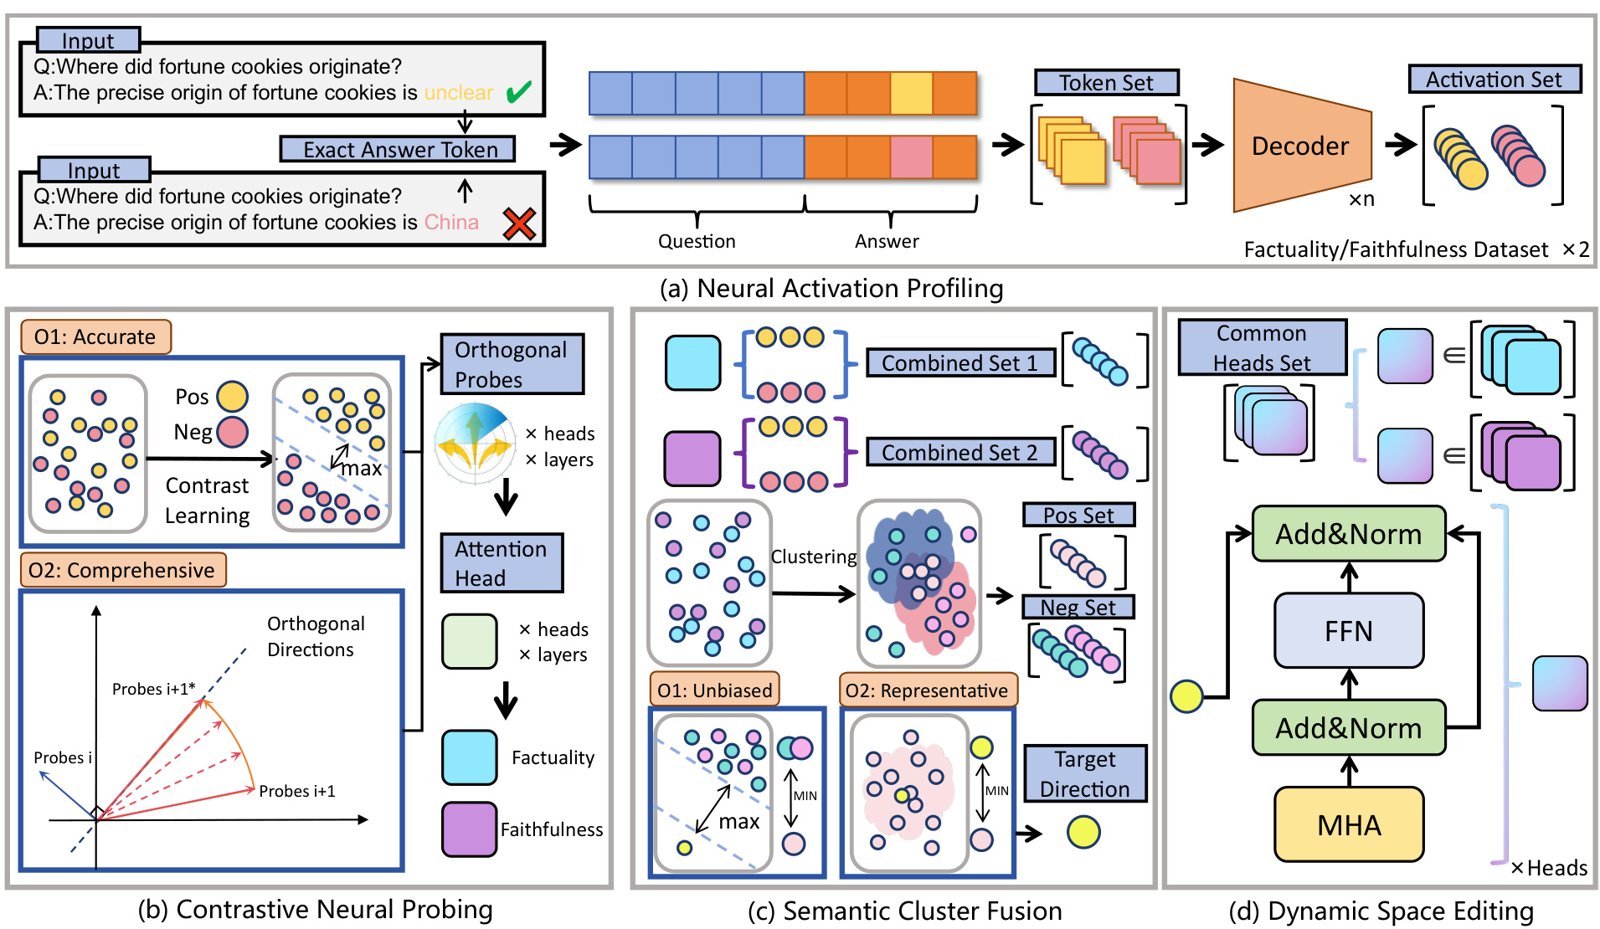 Input
Q:Where did fortune cookies originate?
A:The precise origin of fortune cookies is unclear
Exact Answer Token
Input
Q:Where did fortune cookies originate?
A:The precise origin of fortune cookies is China
Question
Answer
Token Set
Decoder
×n
Activation Set
Factuality/Faithfulness Dataset ×2
(a) Neural Activation Profiling
O1: Accurate
Pos
Neg
Contrast
Learning
max
O2: Comprehensive
Orthogonal
Directions
Probes i+1*
Probes i
Probes i+1
Orthogonal
Probes
× heads
× layers
Attention
Head
× heads
× layers
Factuality
Faithfulness
(b) Contrastive Neural Probing
Combined Set 1
Combined Set 2
Clustering
Pos Set
Neg Set
O1: Unbiased
max
MIN
O2: Representative
MIN
Target
Direction
(c) Semantic Cluster Fusion
Common
Heads Set
∈
∈
Add&Norm
FFN
Add&Norm
MHA
×Heads
(d) Dynamic Space Editing